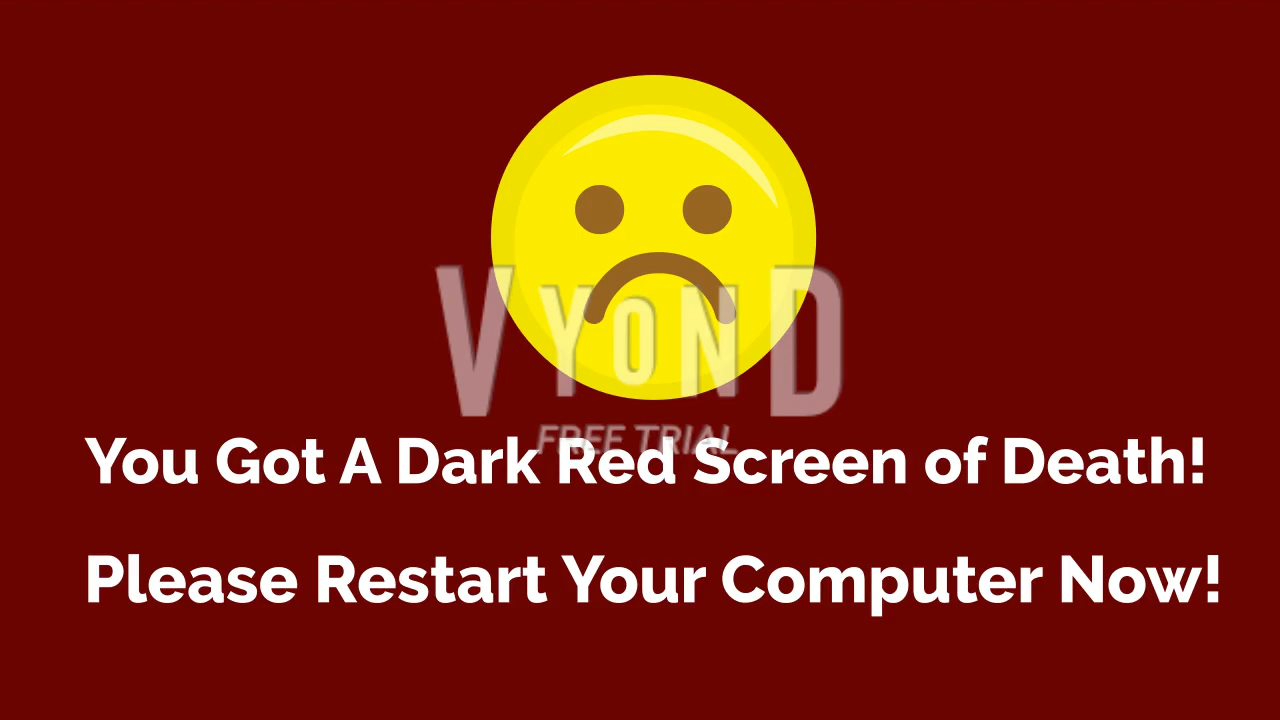 VYOND
FREE TRIAL
You Got A Dark Red Screen of Death!
Please Restart Your Computer Now!